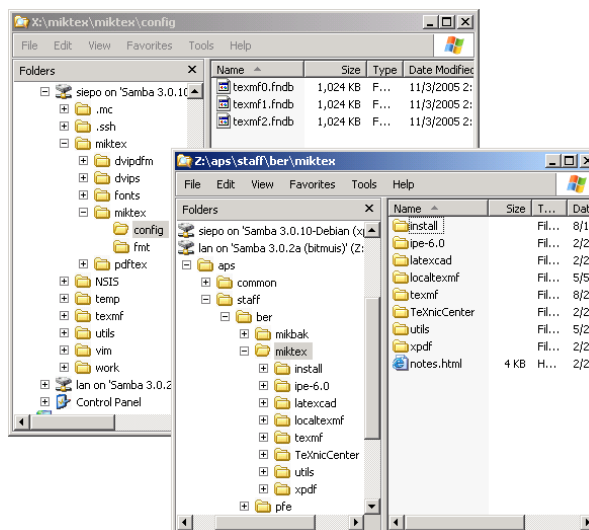 X:\miktex\miktex\config
File Edit View Favorites Tools Help
Folders
Name Size Type Date Modified
siepo on 'Samba 3.0.10
texmf0.fndb 1,024 KB F... 11/3/2005 2:
.mc
texmf1.fndb 1,024 KB F... 11/3/2005 2:
.ssh
texmf2.fndb 1,024 KB F... 11/3/2005 2:
miktex
dvipdfm
dvips
fonts
miktex
config
fmt
pdftex
NSIS
temp
texmf
utils
vim
work
lan on 'Samba 3.0.2
Control Panel
Z:\aps\staff\ber\miktex
File Edit View Favorites Tools Help
Folders
Name Size T... Dat
siepo on 'Samba 3.0.10-Debian (x
lan on 'Samba 3.0.2a (bitmuis)' (Z:
aps
common
staff
ber
mikbak
miktex
install
ipe-6.0
latexcad
localtexmf
texmf
TeXnicCenter
utils
xpdf
pfe
install Fil... 8/1
ipe-6.0 Fil... 2/2
latexcad Fil... 2/2
localtexmf Fil... 5/5
texmf Fil... 8/2
TeXnicCenter Fil... 2/2
utils Fil... 5/2
xpdf Fil... 2/2
notes.html 4 KB H... 2/2